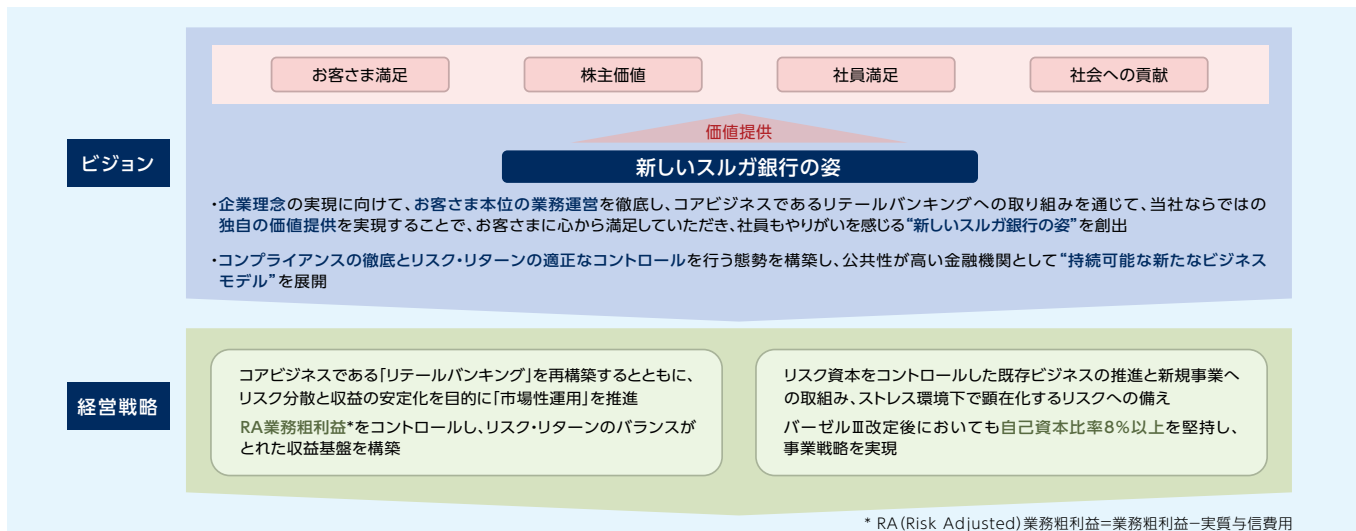 お客さま満足
株主価値
社員満足
社会への貢献
価値提供
ビジョン
新しいスルガ銀行の姿
・企業理念の実現に向けて、お客さま本位の業務運営を徹底し、コアビジネスであるリテールバンキングへの取り組みを通じて、当社ならではの
独自の価値提供を実現することで、お客さまに心から満足していただき、社員もやりがいを感じる“新しいスルガ銀行の姿”を創出
・コンプライアンスの徹底とリスク・リターンの適正なコントロールを行う態勢を構築し、公共性が高い金融機関として“持続可能な新たなビジネス
モデル”を展開
経営戦略
コアビジネスである「リテールバンキング」を再構築するとともに、
リスク分散と収益の安定化を目的に「市場性運用」を推進
RA業務粗利益*をコントロールし、リスク・リターンのバランスが
とれた収益基盤を構築
リスク資本をコントロールした既存ビジネスの推進と新規事業へ
の取組み、ストレス環境下で顕在化するリスクへの備え
バーゼルⅢ改定後においても自己資本比率8%以上を堅持し、
事業戦略を実現
* RA(Risk Adjusted)業務粗利益=業務粗利益−実質与信費用